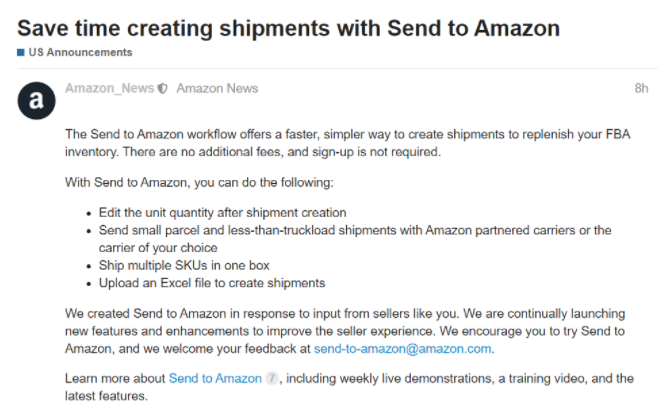 Save time creating shipments with Send to Amazon
US Announcements
a
Amazon_News Amazon News 8h
The Send to Amazon workflow offers a faster, simpler way to create shipments to replenish your FBA
inventory. There are no additional fees, and sign-up is not required.
With Send to Amazon, you can do the following:
• Edit the unit quantity after shipment creation
• Send small parcel and less-than-truckload shipments with Amazon partnered carriers or the
carrier of your choice
• Ship multiple SKUs in one box
• Upload an Excel file to create shipments
We created Send to Amazon in response to input from sellers like you. We are continually launching
new features and enhancements to improve the seller experience. We encourage you to try Send to
Amazon, and we welcome your feedback at send-to-amazon@amazon.com.
Learn more about Send to Amazon 7, including weekly live demonstrations, a training video, and the
latest features.